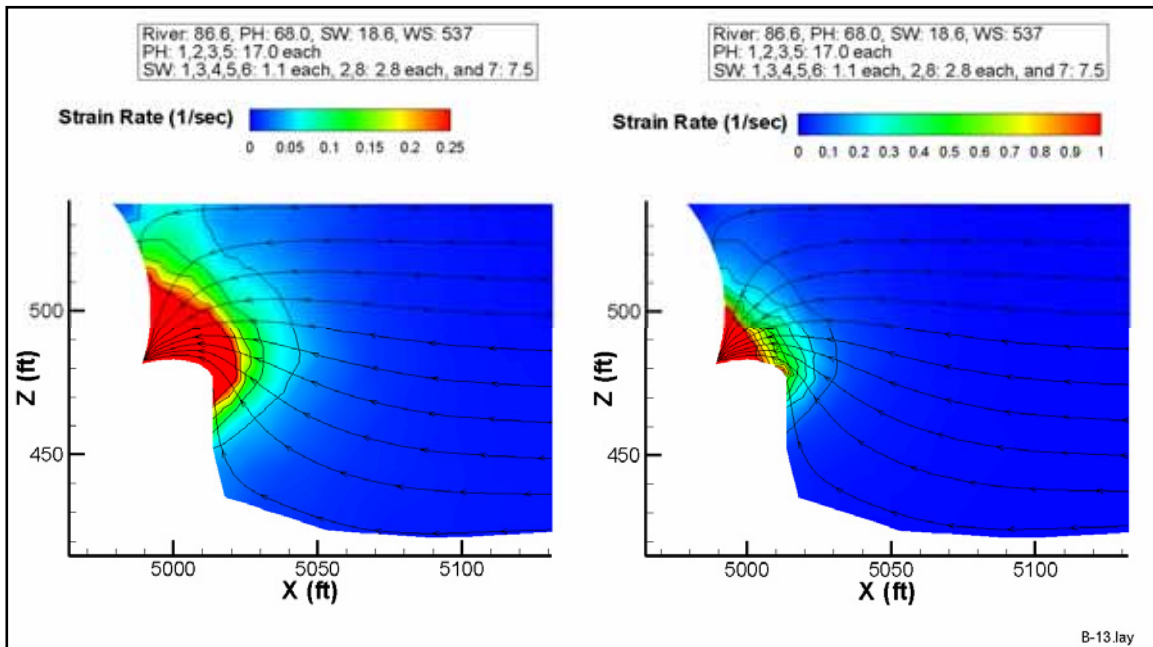 River: 86.6, PH: 68.0, SW: 18.6, WS: 537
PH: 1,2,3,5: 17.0 each
SW: 1,3,4,5,6: 1.1 each, 2,8: 2.8 each, and 7: 7.5
Strain Rate (1/sec)
0 0.05 0.1 0.15 0.2 0.25
Z (ft)
500
450
5000 5050 5100
X (ft)
River: 86.6, PH: 68.0, SW: 18.6, WS: 537
PH: 1,2,3,5: 17.0 each
SW: 1,3,4,5,6: 1.1 each, 2,8: 2.8 each, and 7: 7.5
Strain Rate (1/sec)
0 0.1 0.2 0.3 0.4 0.5 0.6 0.7 0.8 0.9 1
Z (ft)
500
450
5000 5050 5100
X (ft)
B-13.lay